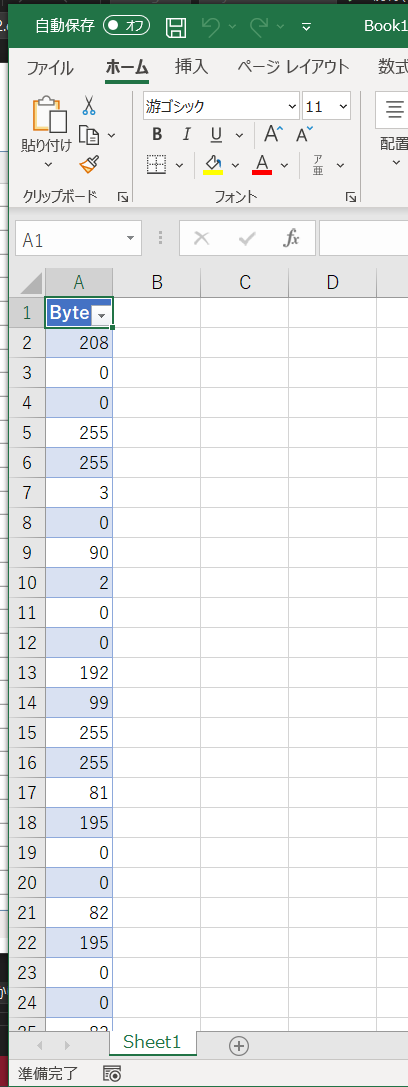 自動保存 オフ Book1
ファイル ホーム 挿入 ページ レイアウト 数式
貼り付け 游ゴシック 11 配置
B I U A A
A ア亜
クリップボード フォント
A1 fx
A B C D
1 Byte
2 208
3 0
4 0
5 255
6 255
7 3
8 0
9 90
10 2
11 0
12 0
13 192
14 99
15 255
16 255
17 81
18 195
19 0
20 0
21 82
22 195
23 0
24 0
25 83
Sheet1
準備完了